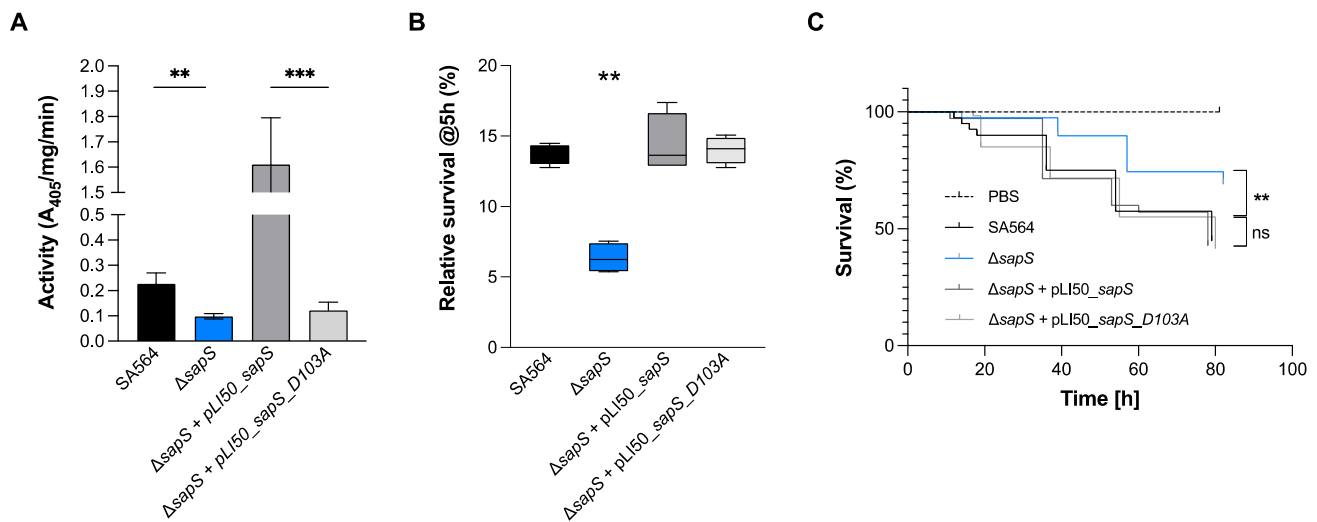 A
Activity (A405/mg/min)
2.0
1.9
1.8
1.7
1.6
1.5
0.5
0.4
0.3
0.2
0.1
0.0
**
***
SA564
ΔsapS
ΔsapS + pLI50_sapS
ΔsapS + pLI50_sapS_D103A
B
Relative survival @5h (%)
20
15
10
5
0
**
SA564
ΔsapS
ΔsapS + pLI50_sapS
ΔsapS + pLI50_sapS_D103A
C
Survival (%)
100
50
0
PBS
SA564
ΔsapS
ΔsapS + pLI50_sapS
ΔsapS + pLI50_sapS_D103A
**
ns
0
20
40
60
80
100
Time [h]